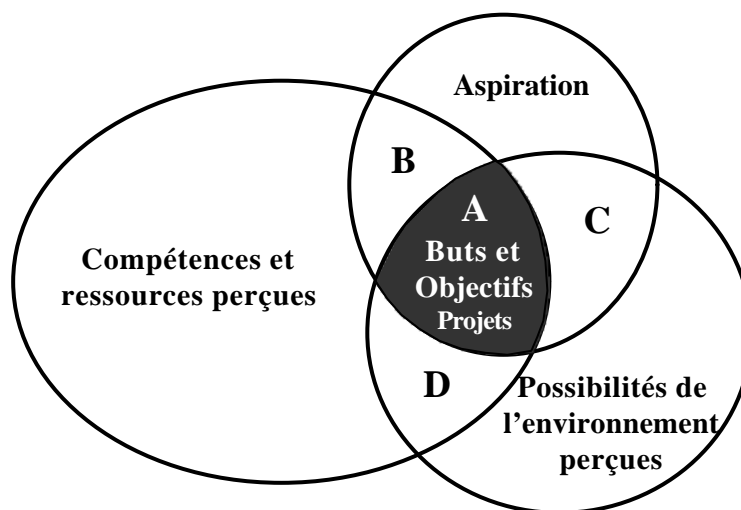 Aspiration
B
A
C
Compétences et
ressources perçues
Buts et
Objectifs
Projets
D
Possibilités de
l’environnement
perçues